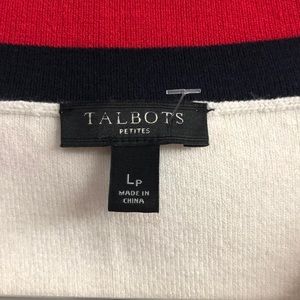 TALBOTS
PETITES
LP
MADE IN
CHINA